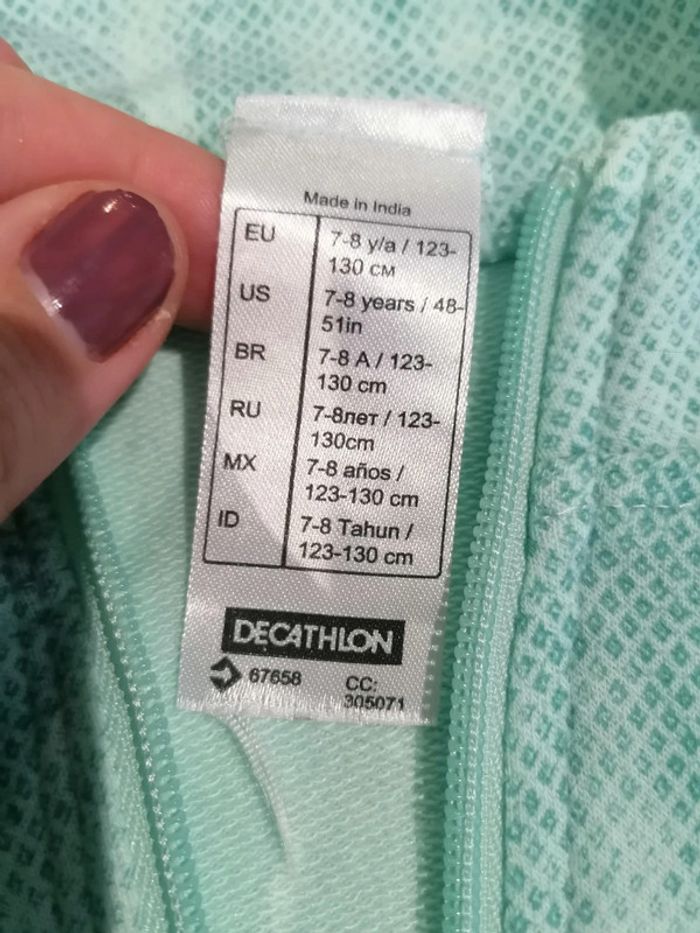 Made in India
EU 7-8 y/a / 123-
130 CM
US 7-8 years / 48-
51in
BR 7-8 A / 123-
130 cm
RU 7-8лет / 123-
130cm
MX 7-8 años /
123-130 cm
ID 7-8 Tahun /
123-130 cm
DECATHLON
67658 CC:
305071